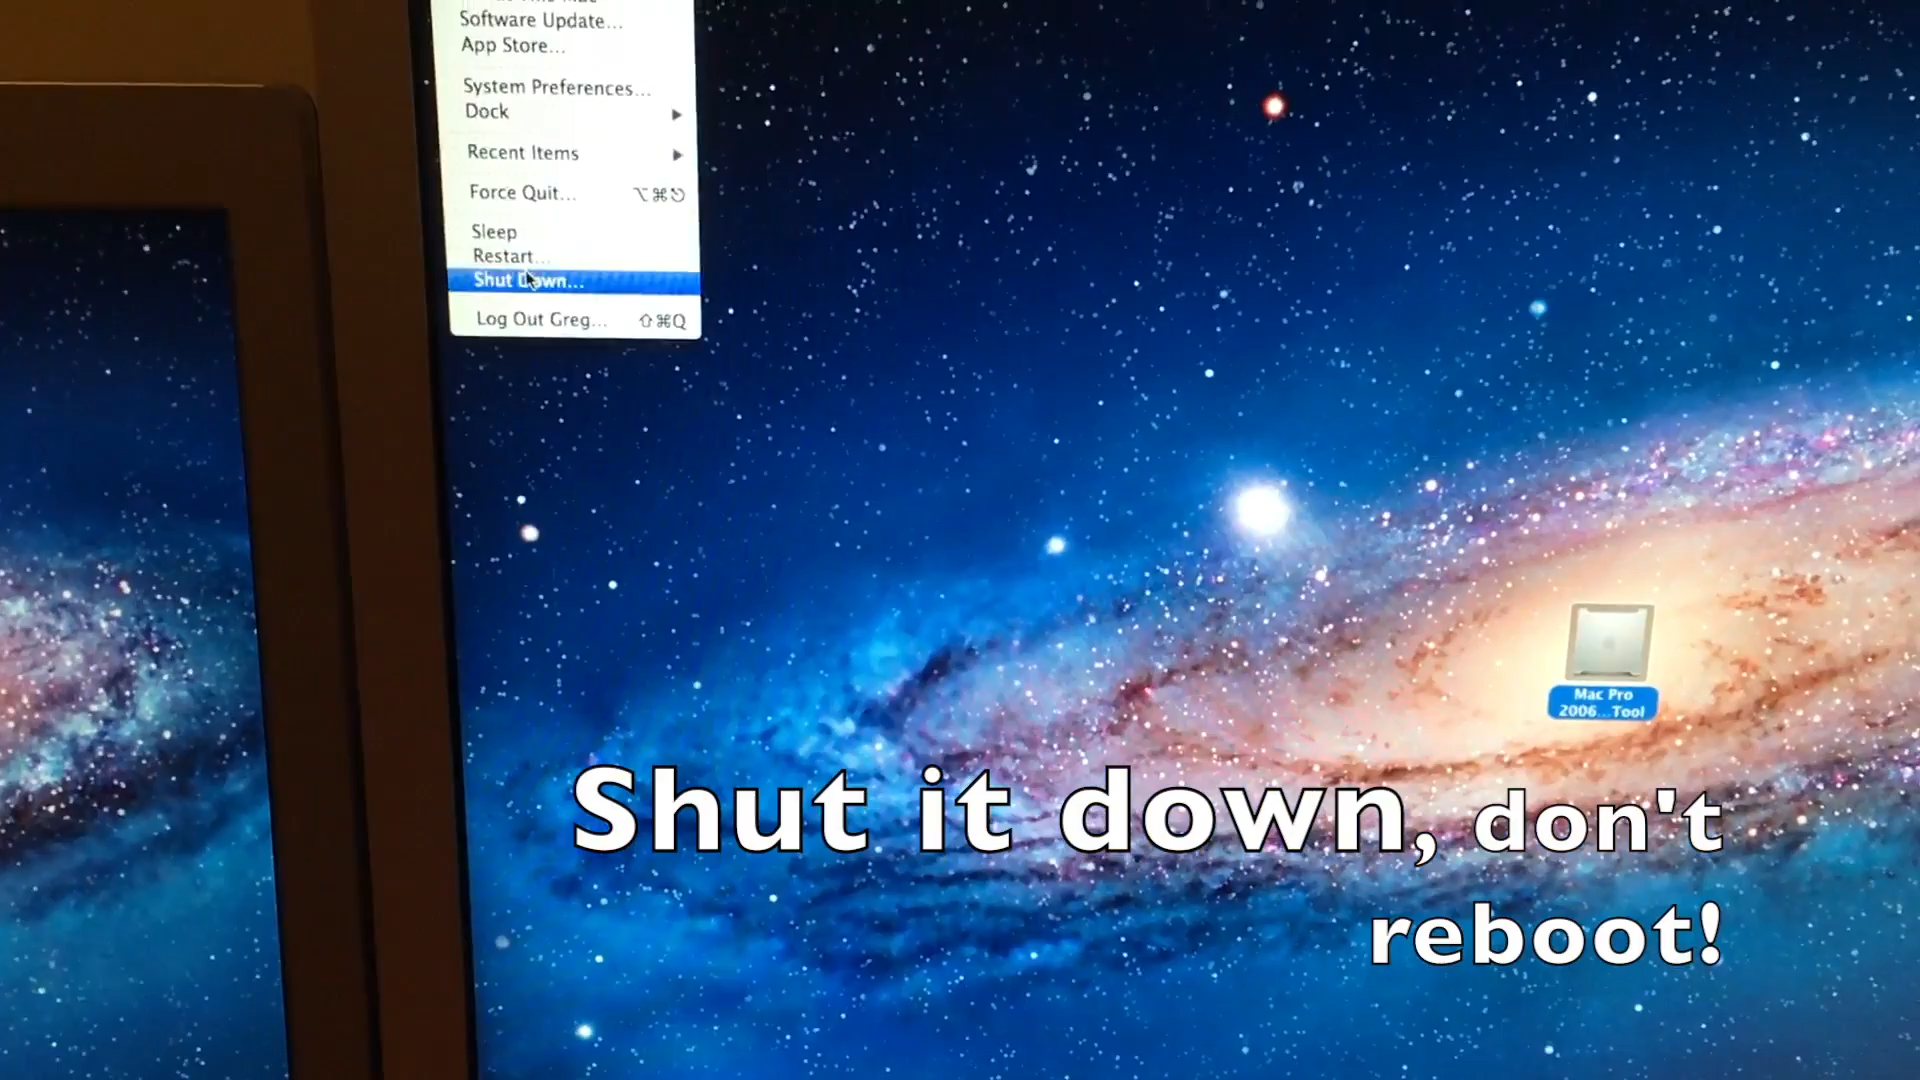 Software Update...
App Store...
System Preferences...
Dock
Recent Items
Force Quit... ⌥⌘⎋
Sleep
Restart...
Shut Down...
Log Out Greg... ⇧⌘Q
Mac Pro
2006...Tool
Shut it down, don't
reboot!